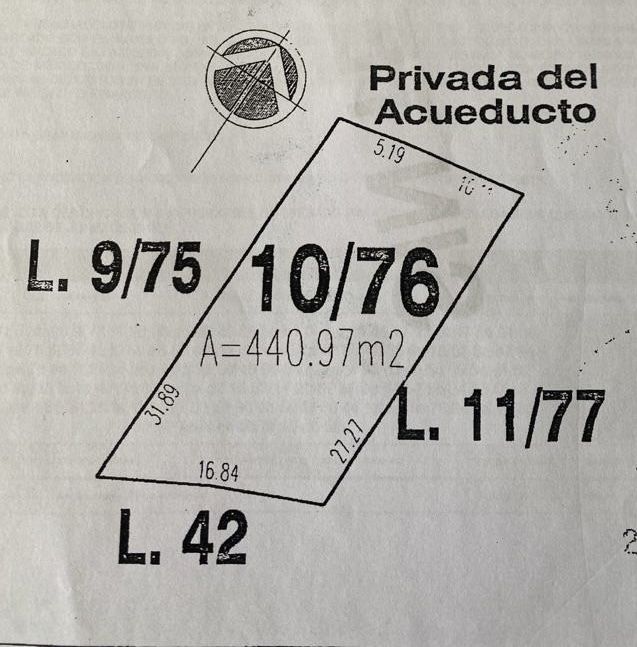 Privada del
Acueducto
5.19
L. 9/75
10/76
A=440.97m2
31.89
27.27
L. 11/77
16.84
L. 42